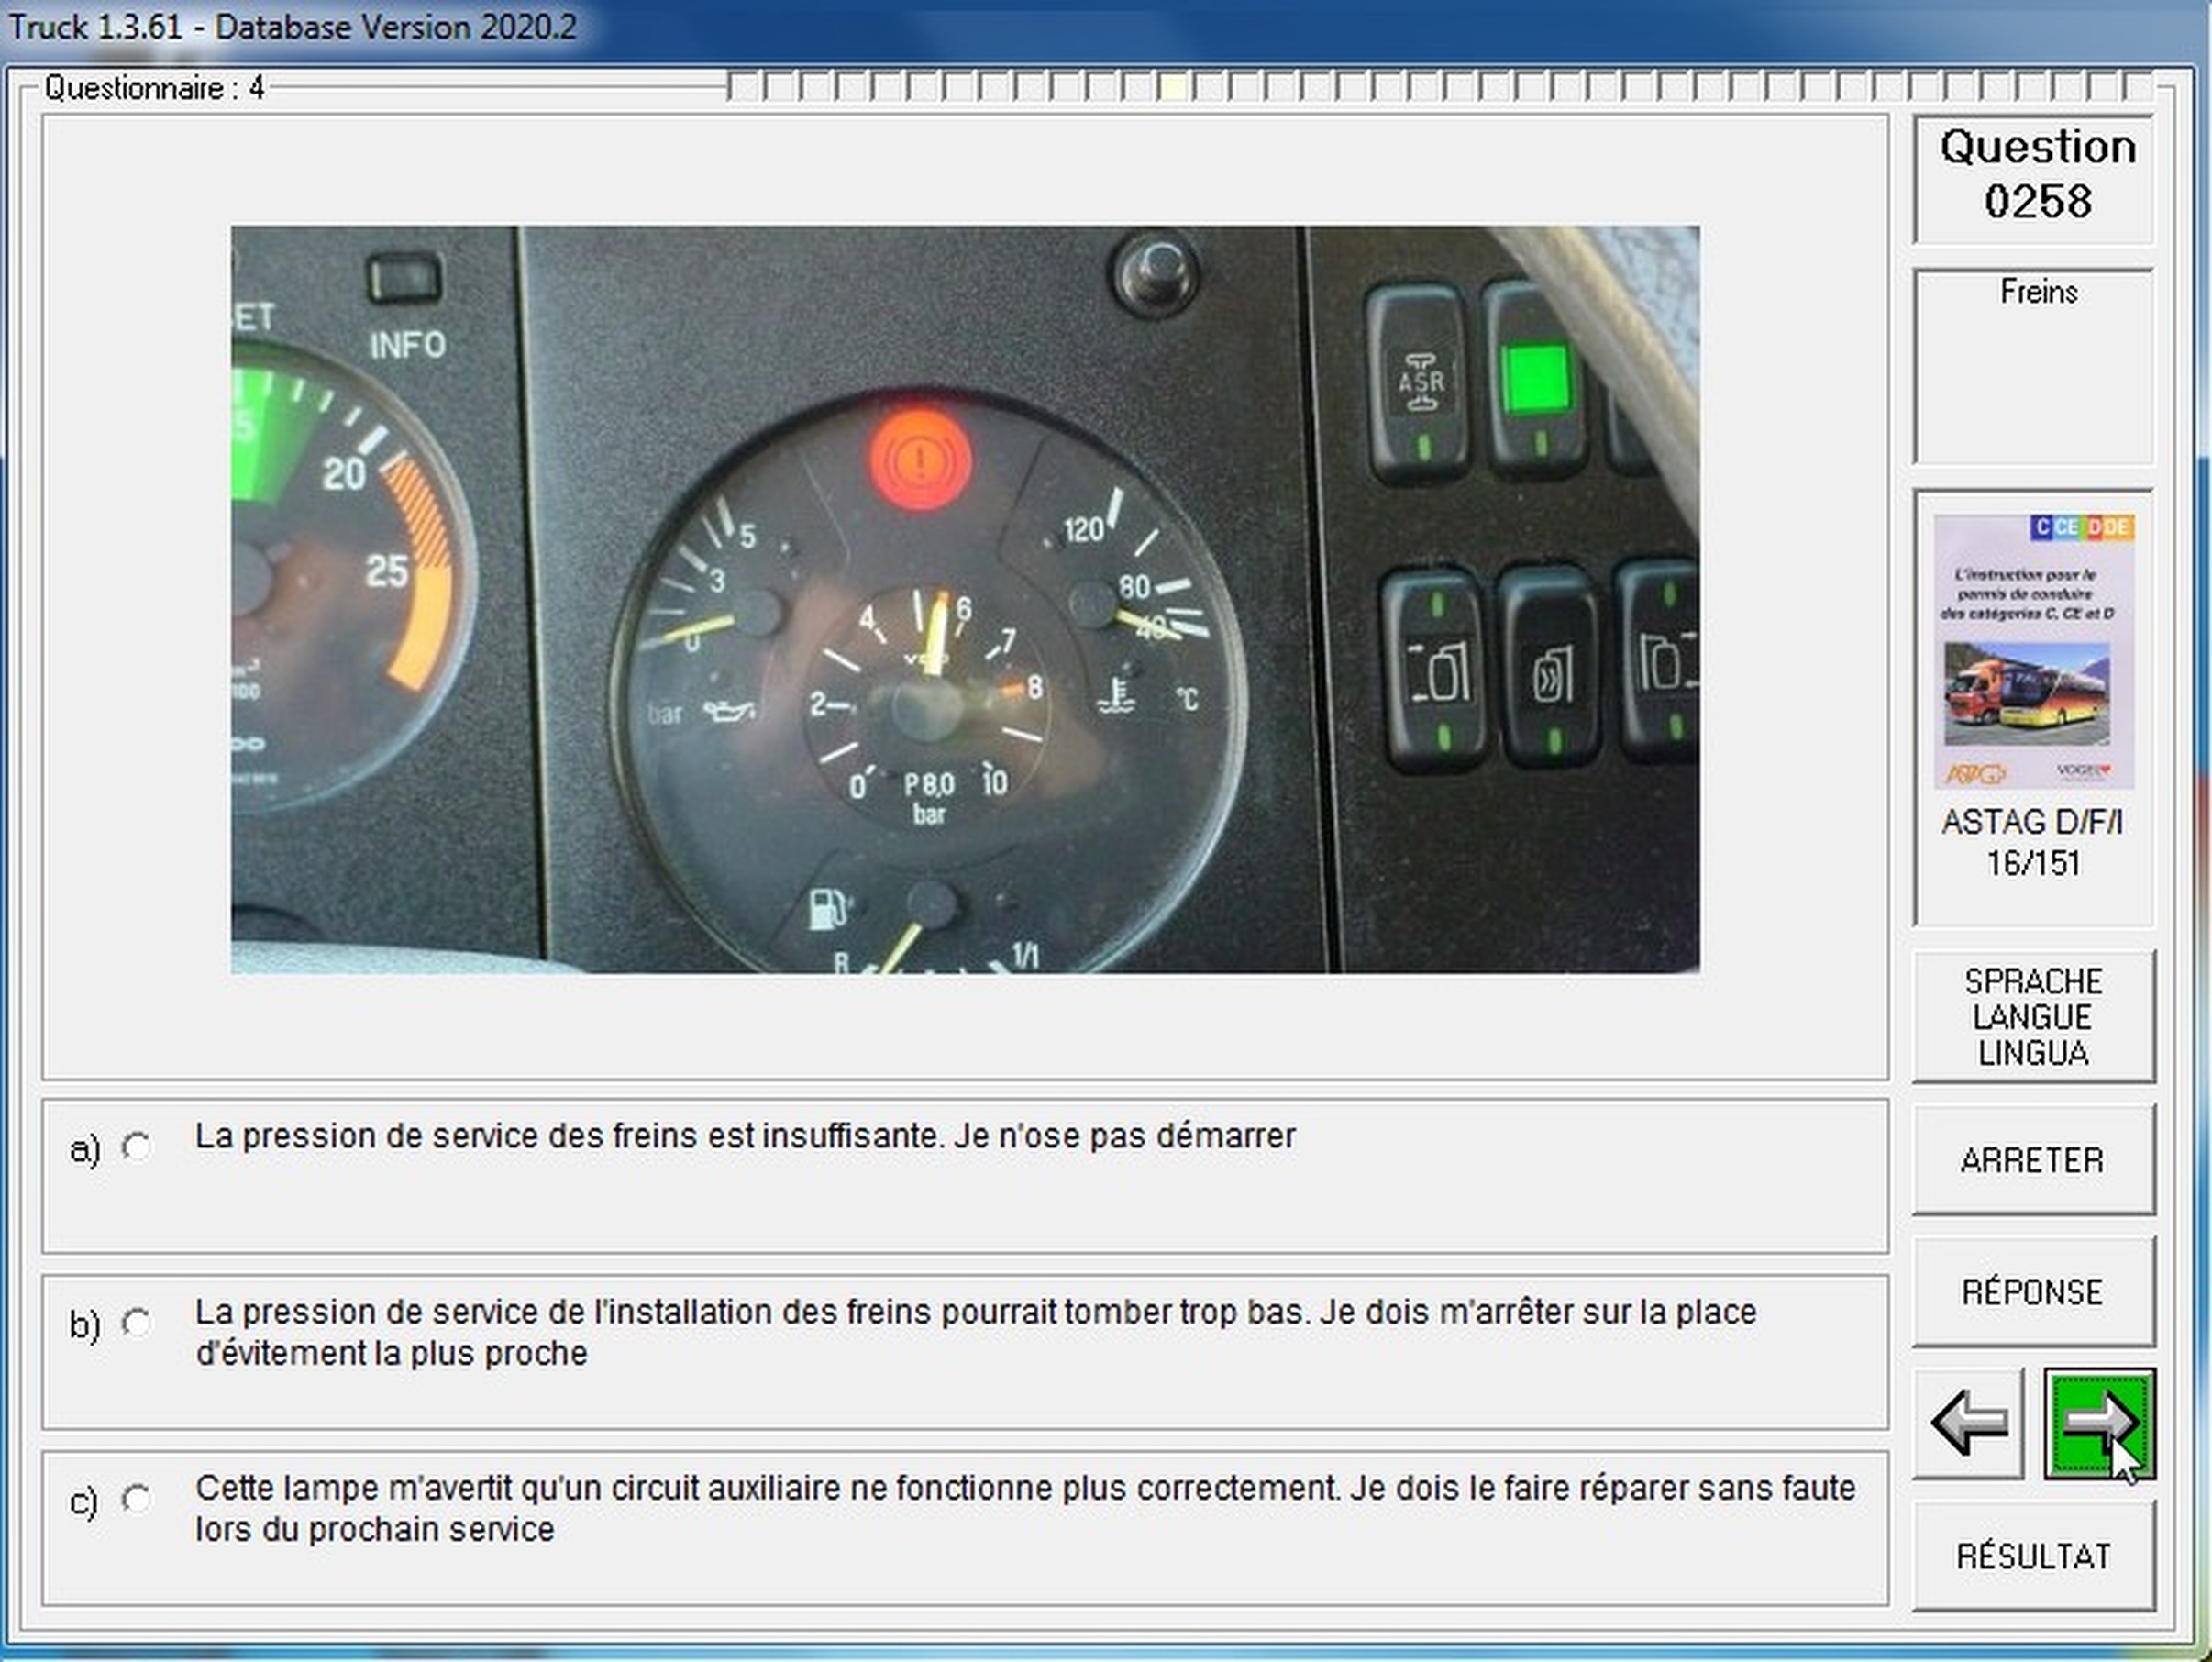 Truck 1.3.61 - Database Version 2020.2
Questionnaire : 4
Question
0258
Freins
INFO
20
25
5
3
0
bar
120
80
40
°C
4
6
7
2
8
0
P 8,0
10
bar
R
1/1
ASR
C CE D DE
L'instruction pour le
permis de conduire
des catégories C, CE et D
ASTAG
VOGEL
ASTAG D/F/I
16/151
SPRACHE
LANGUE
LINGUA
a) La pression de service des freins est insuffisante. Je n'ose pas démarrer
ARRETER
b) La pression de service de l'installation des freins pourrait tomber trop bas. Je dois m'arrêter sur la place
d'évitement la plus proche
RÉPONSE
c) Cette lampe m'avertit qu'un circuit auxiliaire ne fonctionne plus correctement. Je dois le faire réparer sans faute
lors du prochain service
RÉSULTAT